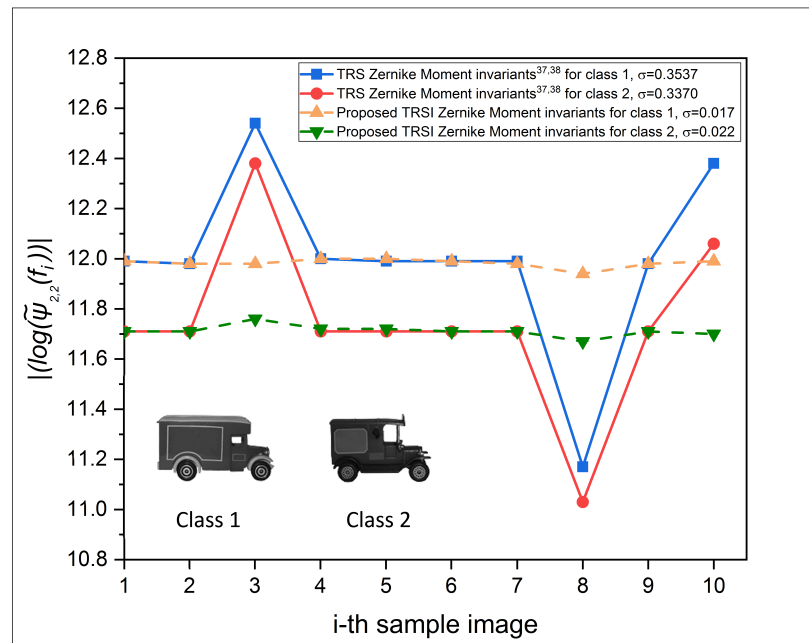 TRS Zernike Moment invariants³⁷,³⁸ for class 1, σ=0.3537
TRS Zernike Moment invariants³⁷,³⁸ for class 2, σ=0.3370
Proposed TRSI Zernike Moment invariants for class 1, σ=0.017
Proposed TRSI Zernike Moment invariants for class 2, σ=0.022
|(log(ψ̃₂,₂(fᵢ))|
12.8
12.6
12.4
12.2
12.0
11.8
11.6
11.4
11.2
11.0
10.8
Class 1 Class 2
1 2 3 4 5 6 7 8 9 10
i-th sample image